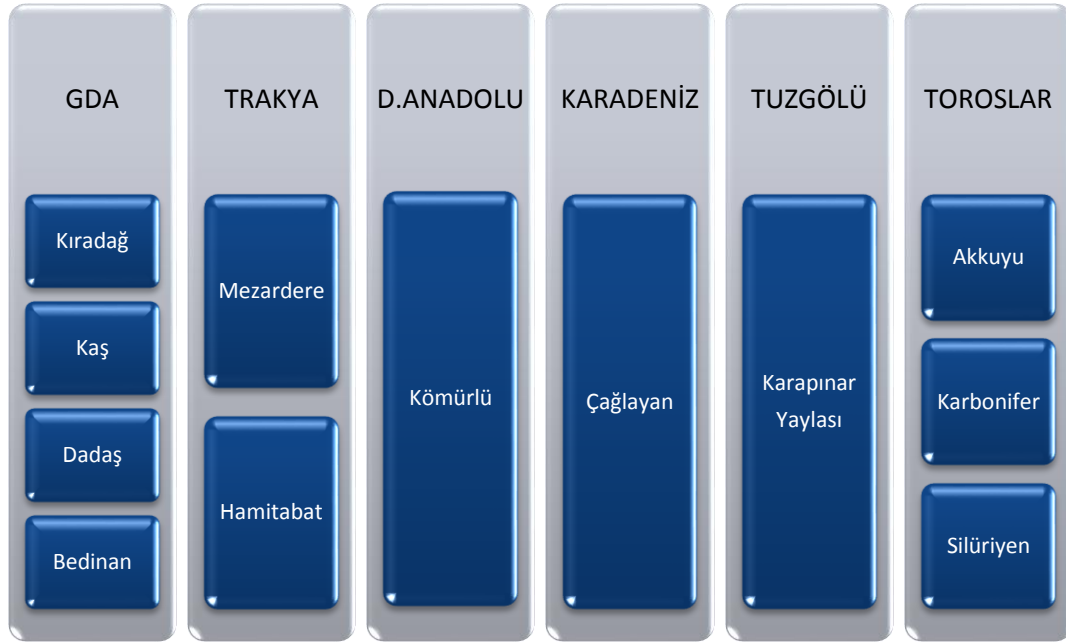 GDA
Kıradağ
Kaş
Dadaş
Bedinan
TRAKYA
Mezardere
Hamitabat
D.ANADOLU
Kömürlü
KARADENİZ
Çağlayan
TUZGÖLÜ
Karapınar
Yaylası
TOROSLAR
Akkuyu
Karbonifer
Silüriyen